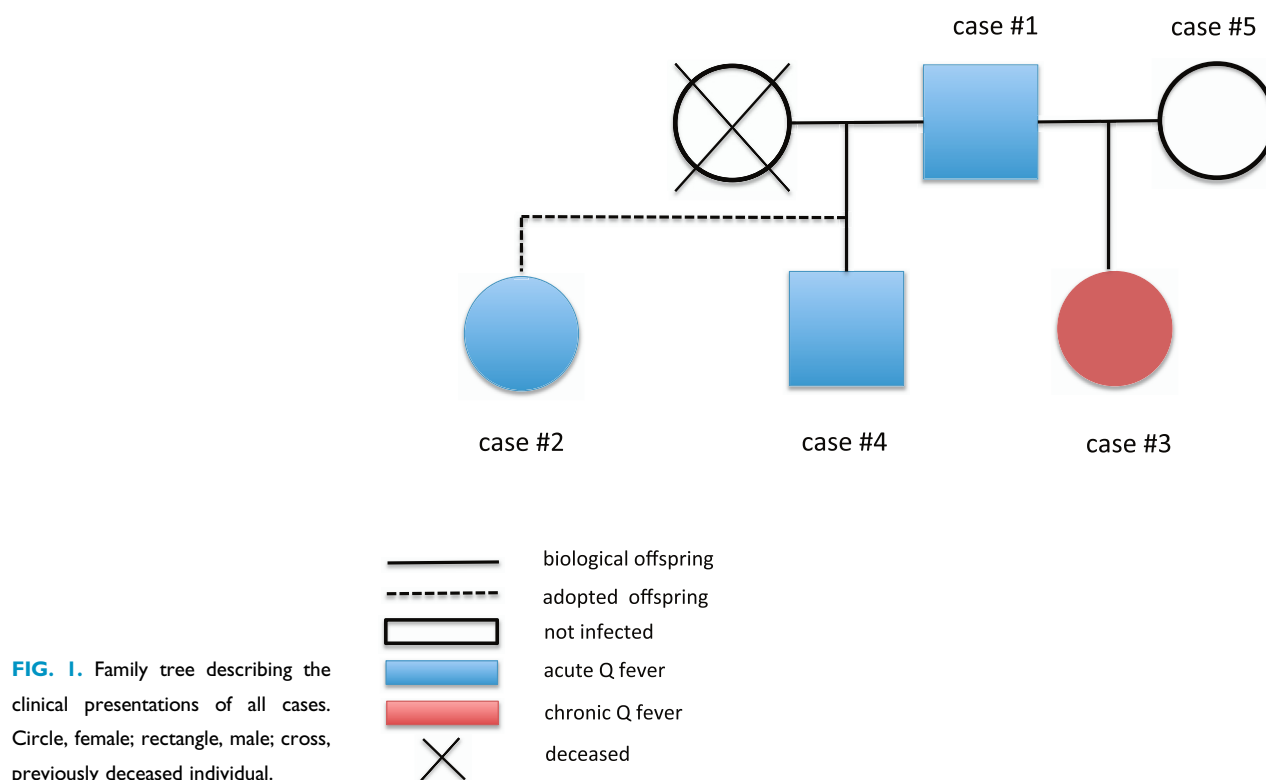 case #1
case #5
case #2
case #4
case #3
biological offspring
adopted offspring
not infected
acute Q fever
chronic Q fever
deceased
FIG. 1. Family tree describing the
clinical presentations of all cases.
Circle, female; rectangle, male; cross,
previously deceased individual.